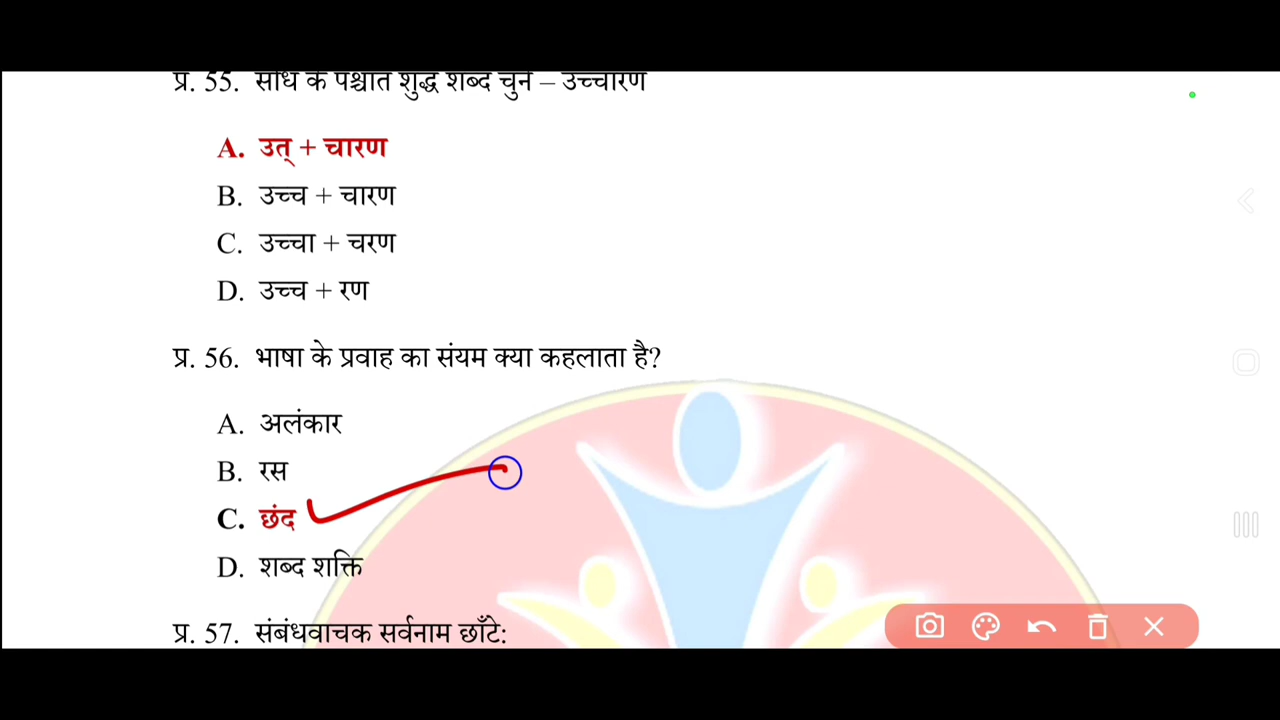 प्र. 55. संधि के पश्चात शुद्ध शब्द चुनें – उच्चारण
A. उत् + चारण
B. उच्च + चारण
C. उच्चा + चरण
D. उच्च + रण
प्र. 56. भाषा के प्रवाह का संयम क्या कहलाता है?
A. अलंकार
B. रस
C. छंद
D. शब्द शक्ति
प्र. 57. संबंधवाचक सर्वनाम छाँटे: